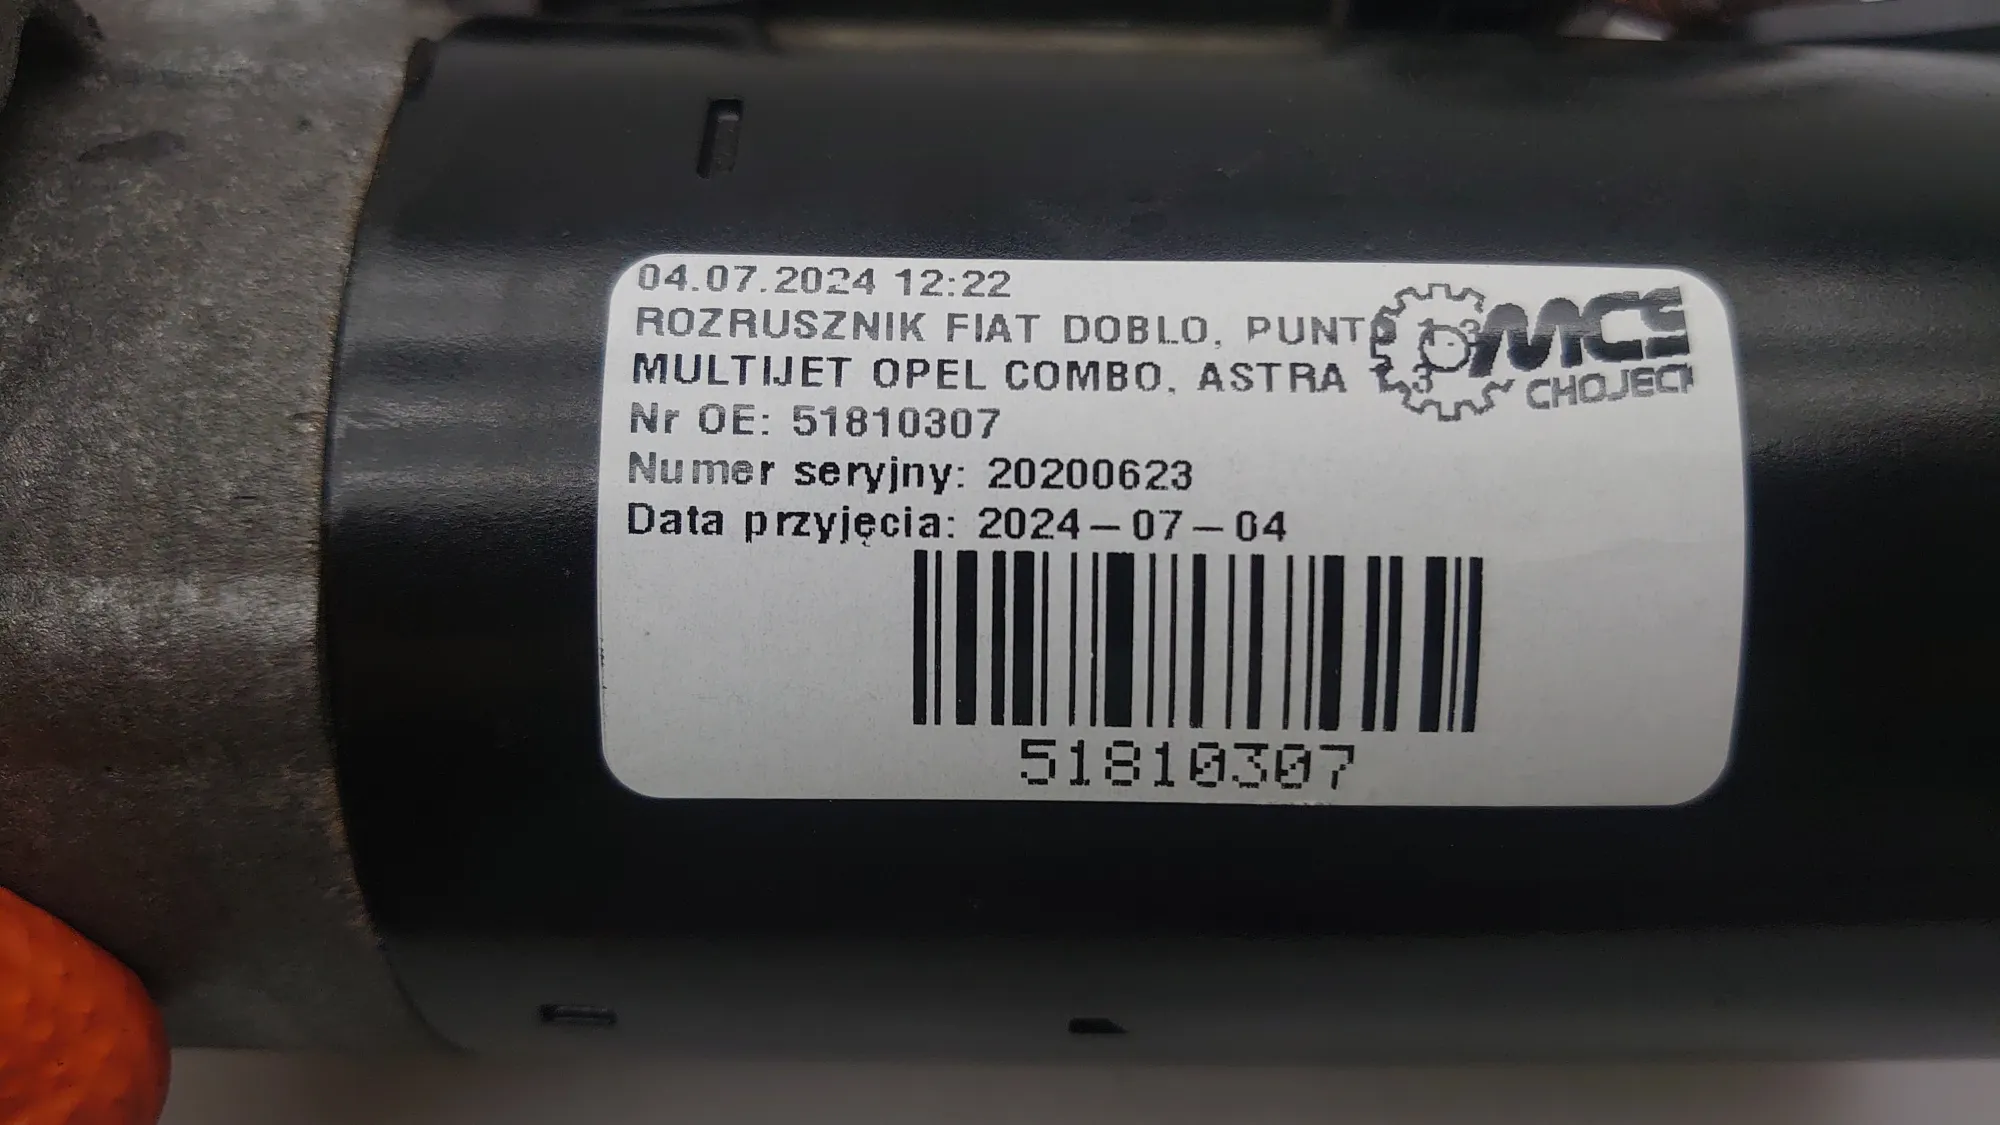 04.07.2024 12:22
ROZRUSZNIK FIAT DOBLO, PUNTO
MULTIJET OPEL COMBO, ASTRA
MCS
CHOJECKI
Nr OE: 51810307
Numer seryjny: 20200623
Data przyjęcia: 2024-07-04
51810307